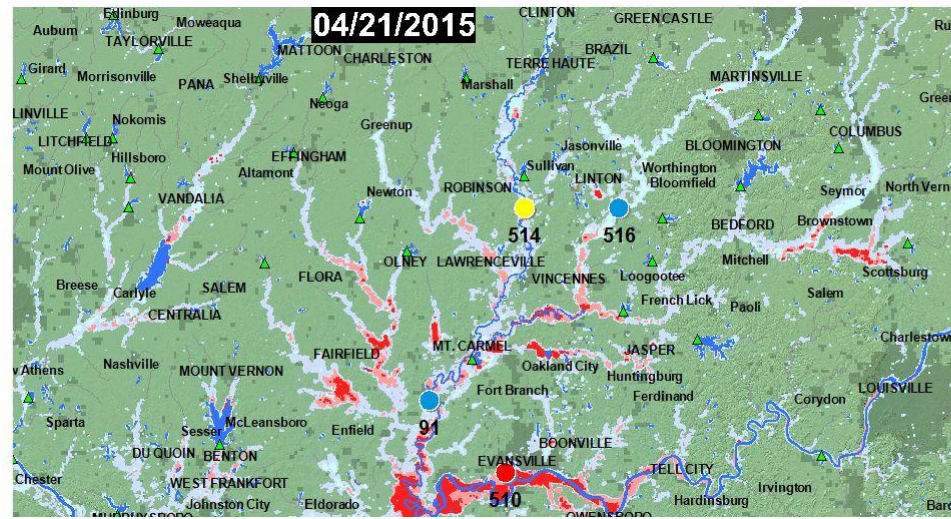 Edinburg
Moweaqua
04/21/2015
CLINTON
GREENCASTLE
Auburn
TAYLORVILLE
MATTOON
CHARLESTON
TERRE HAUTE
BRAZIL
MARTINSVILLE
Girard
Morrisonville
PANA
Shelbyville
Marshall
Neoga
LINVILLE
Nokomis
Greenup
COLUMBUS
LITCHFIELD
Hillsboro
EFFINGHAM
Jasonville
BLOOMINGTON
Mount Olive
Altamont
Sullivan
Worthington
Newton
ROBINSON
LINTON
Bloomfield
Seymor
North Vern
VANDALIA
514
516
BEDFORD
Brownstown
OLNEY
LAWRENCEVILLE
Mitchell
FLORA
VINCENNES
Loogootee
Scottsburg
Breese
Carlyle
SALEM
French Lick
Paoli
Salem
CENTRALIA
Charlestown
Nashville
FAIRFIELD
MT. CARMEL
JASPER
Athens
MOUNT VERNON
Oakland City
Huntingburg
Fort Branch
Ferdinand
LOUISVILLE
Corydon
Sparta
Sesser
McLeansboro
Enfield
91
BOONVILLE
DU QUOIN
BENTON
EVANSVILLE
TELL CITY
Chester
WEST FRANKFORT
510
Irvington
Johnston City
Eldorado
Hardinsburg